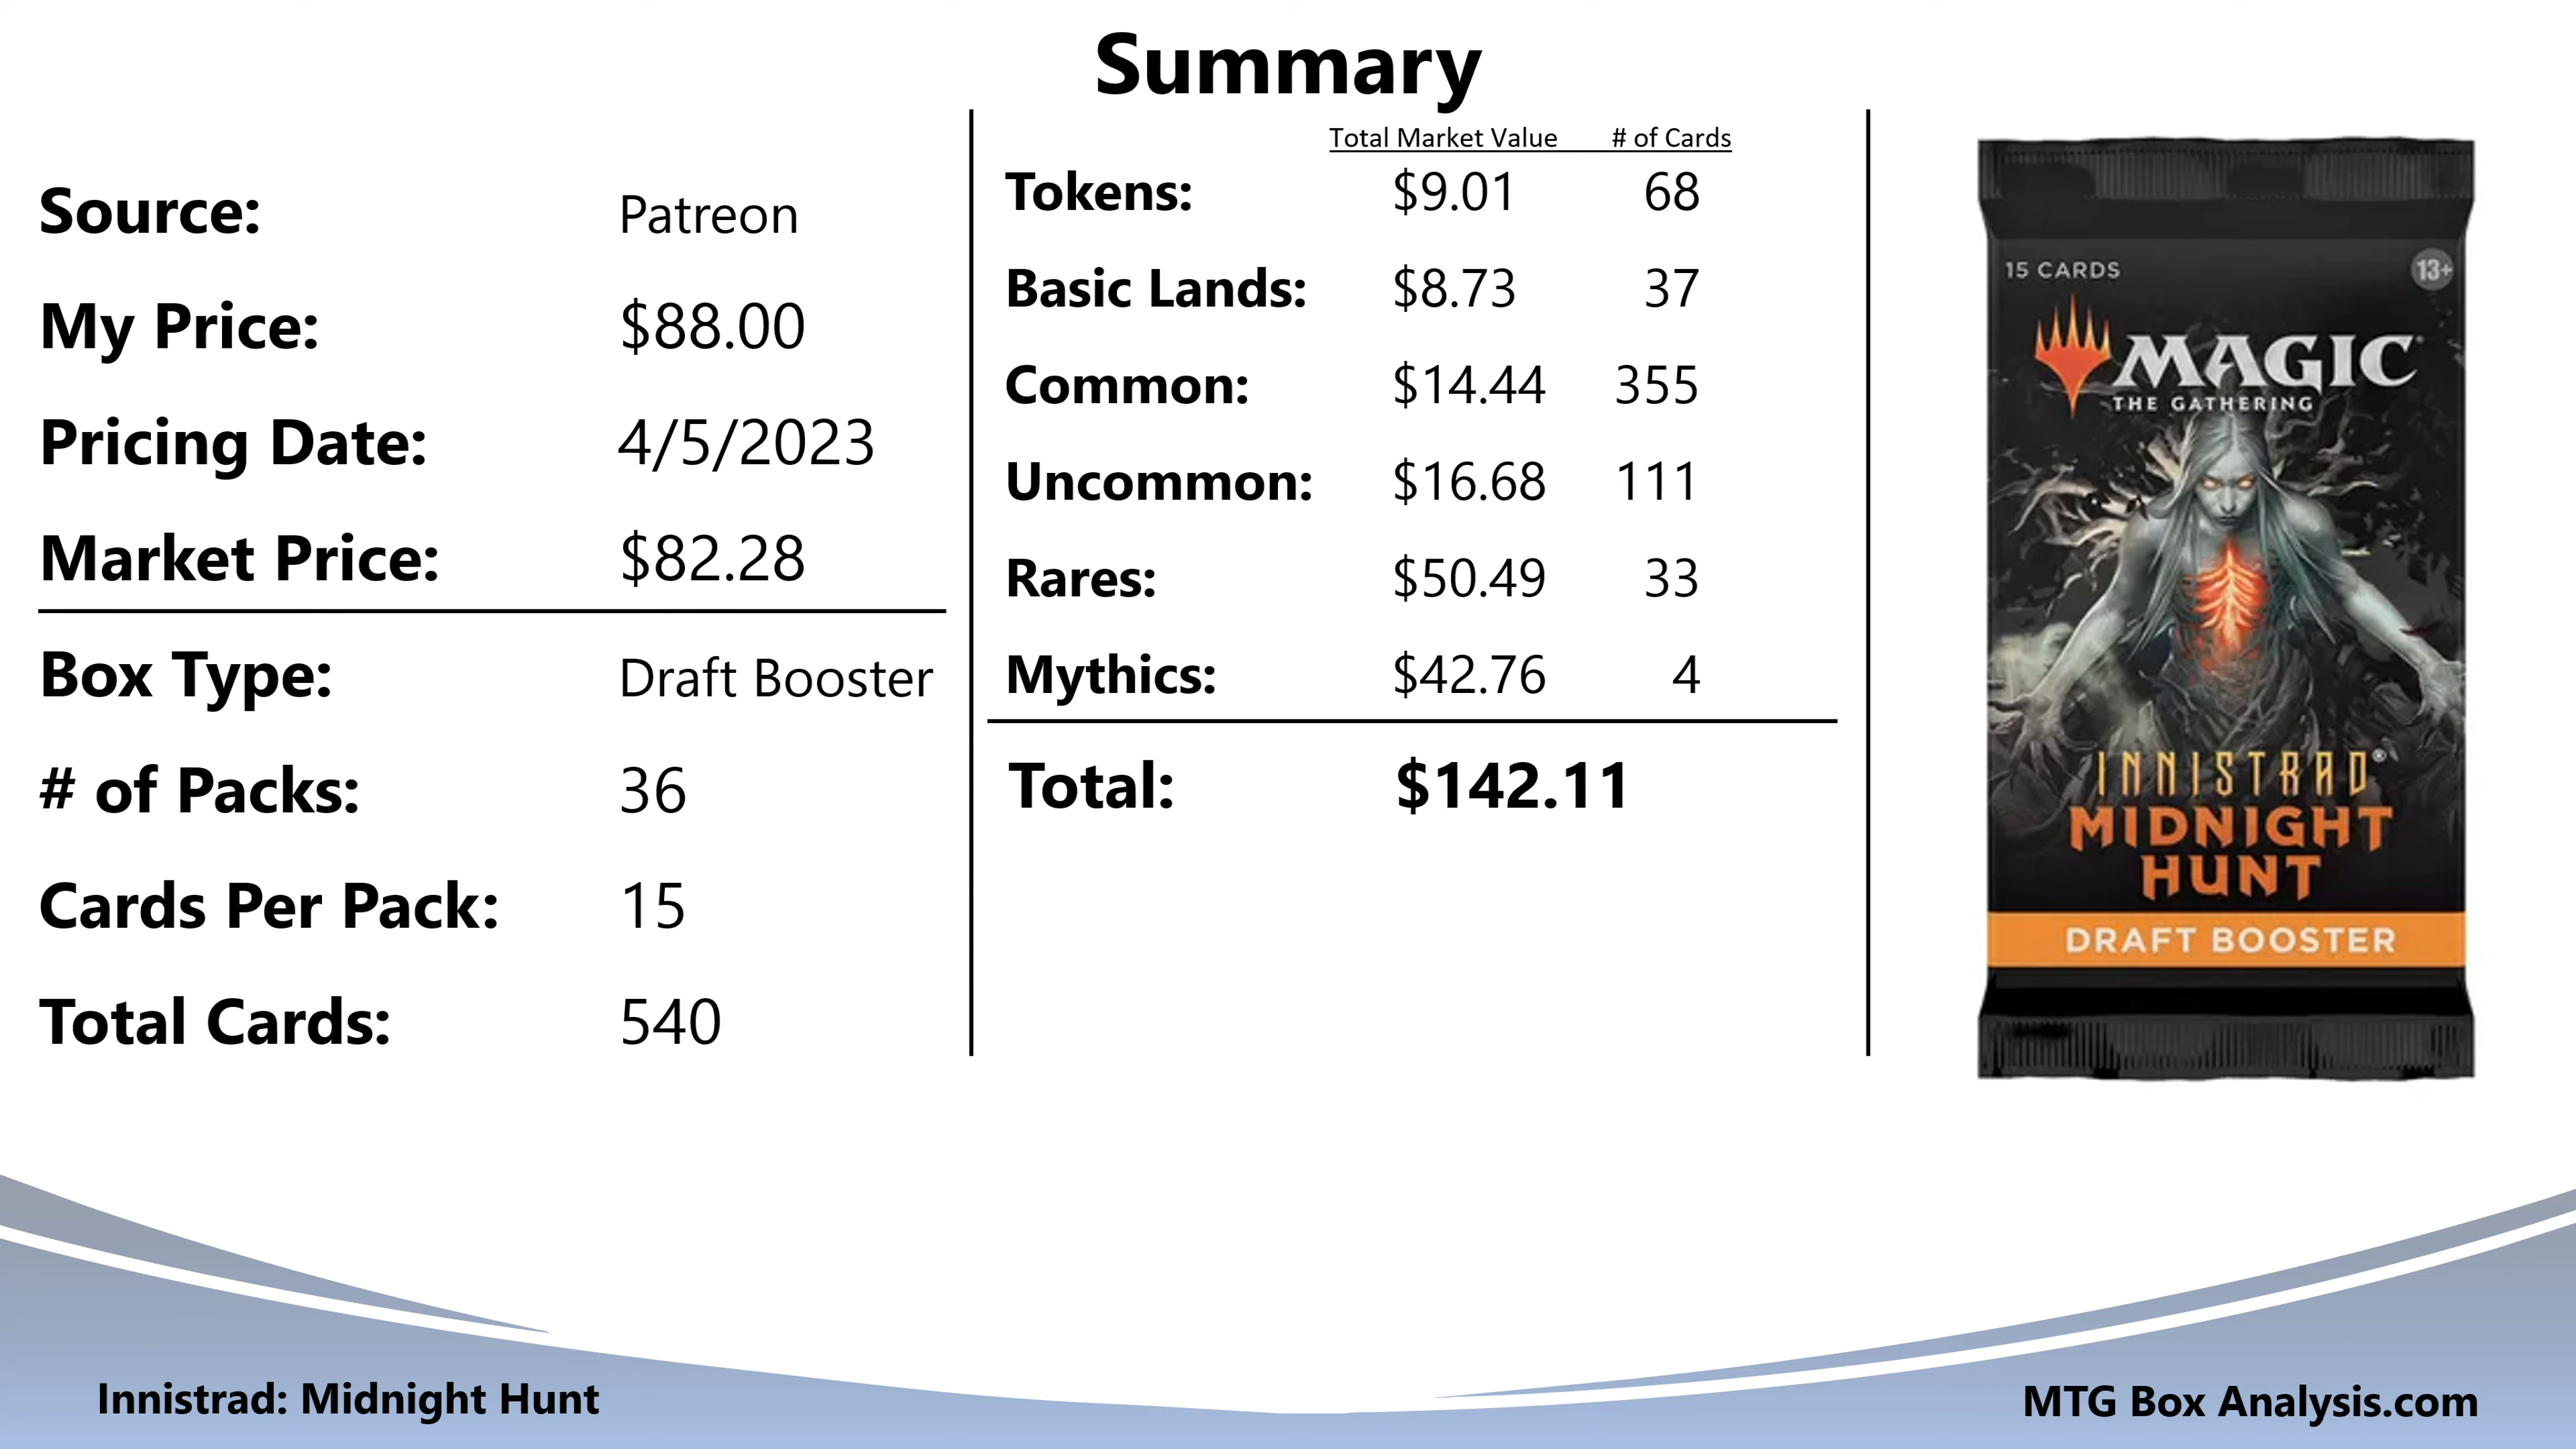 Summary
Source: Patreon
My Price: $88.00
Pricing Date: 4/5/2023
Market Price: $82.28
Box Type: Draft Booster
# of Packs: 36
Cards Per Pack: 15
Total Cards: 540
Total Market Value # of Cards
Tokens: $9.01 68
Basic Lands: $8.73 37
Common: $14.44 355
Uncommon: $16.68 111
Rares: $50.49 33
Mythics: $42.76 4
Total: $142.11
15 CARDS 13+
MAGIC
THE GATHERING
INNISTRAD®
MIDNIGHT
HUNT
DRAFT BOOSTER
Innistrad: Midnight Hunt
MTG Box Analysis.com